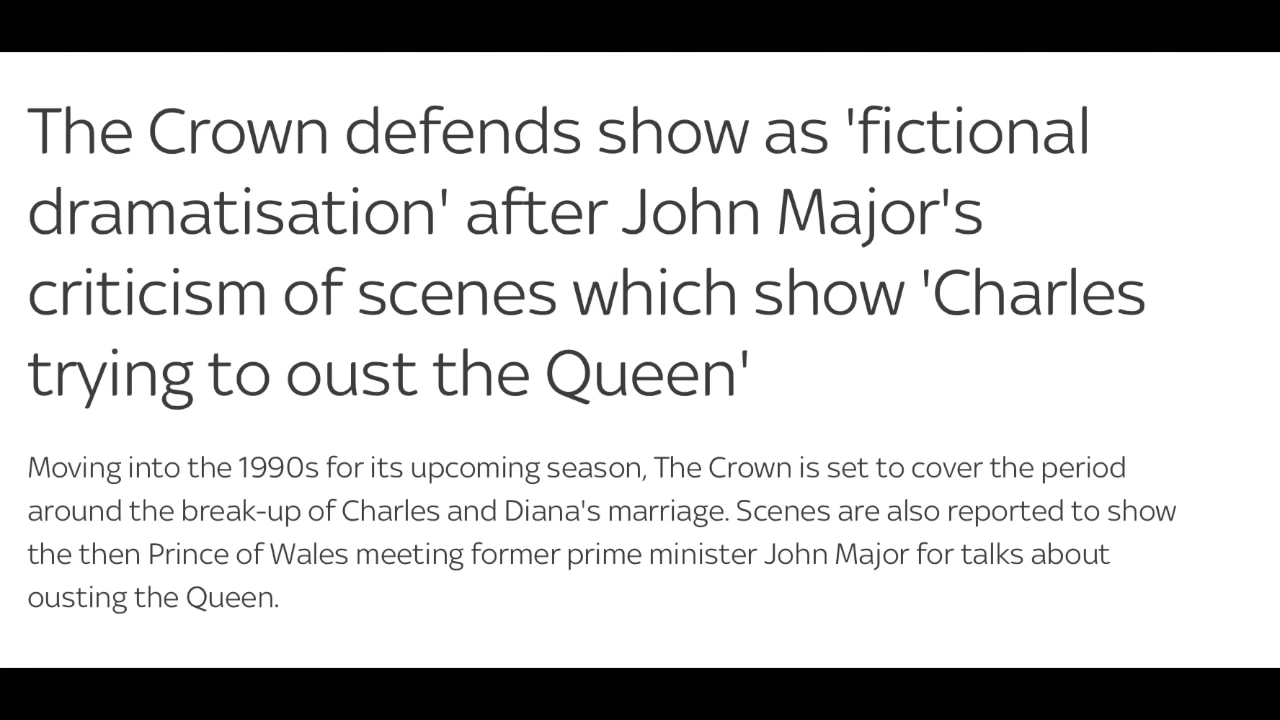 The Crown defends show as 'fictional
dramatisation' after John Major's
criticism of scenes which show 'Charles
trying to oust the Queen'
Moving into the 1990s for its upcoming season, The Crown is set to cover the period
around the break-up of Charles and Diana's marriage. Scenes are also reported to show
the then Prince of Wales meeting former prime minister John Major for talks about
ousting the Queen.